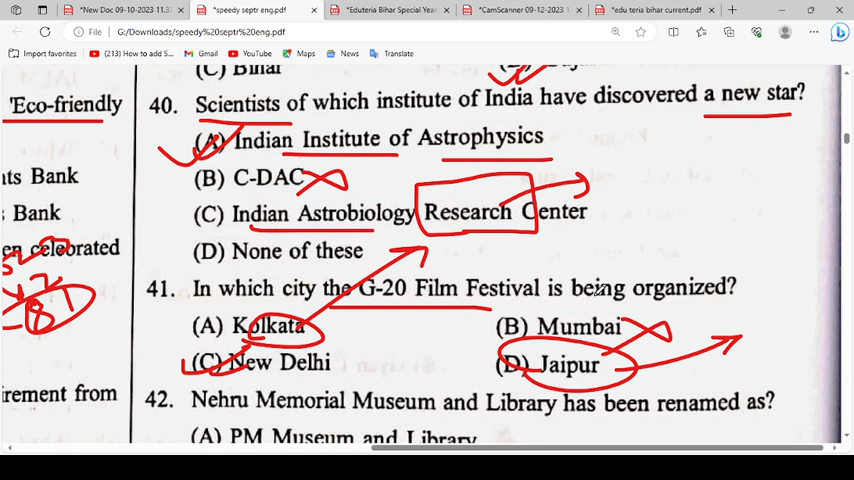 *New Doc 09-10-2023 11.3
*speedy septr eng.pdf
*Eduteria Bihar Special Year
*CamScanner 09-12-2023 1
*edu teria bihar current.pdf
File
G:/Downloads/speedy%20septr%20eng.pdf
Import favorites
(213) How to add S...
Gmail
YouTube
Maps
News
Translate
(C) Bihar
'Eco-friendly
40. Scientists of which institute of India have discovered a new star?
(A) Indian Institute of Astrophysics
nts Bank
(B) C-DAC
s Bank
(C) Indian Astrobiology Research Center
en celebrated
(D) None of these
41. In which city the G-20 Film Festival is being organized?
(A) Kolkata
(B) Mumbai
(C) New Delhi
(D) Jaipur
irement from
42. Nehru Memorial Museum and Library has been renamed as?
(A) PM Museum and Library